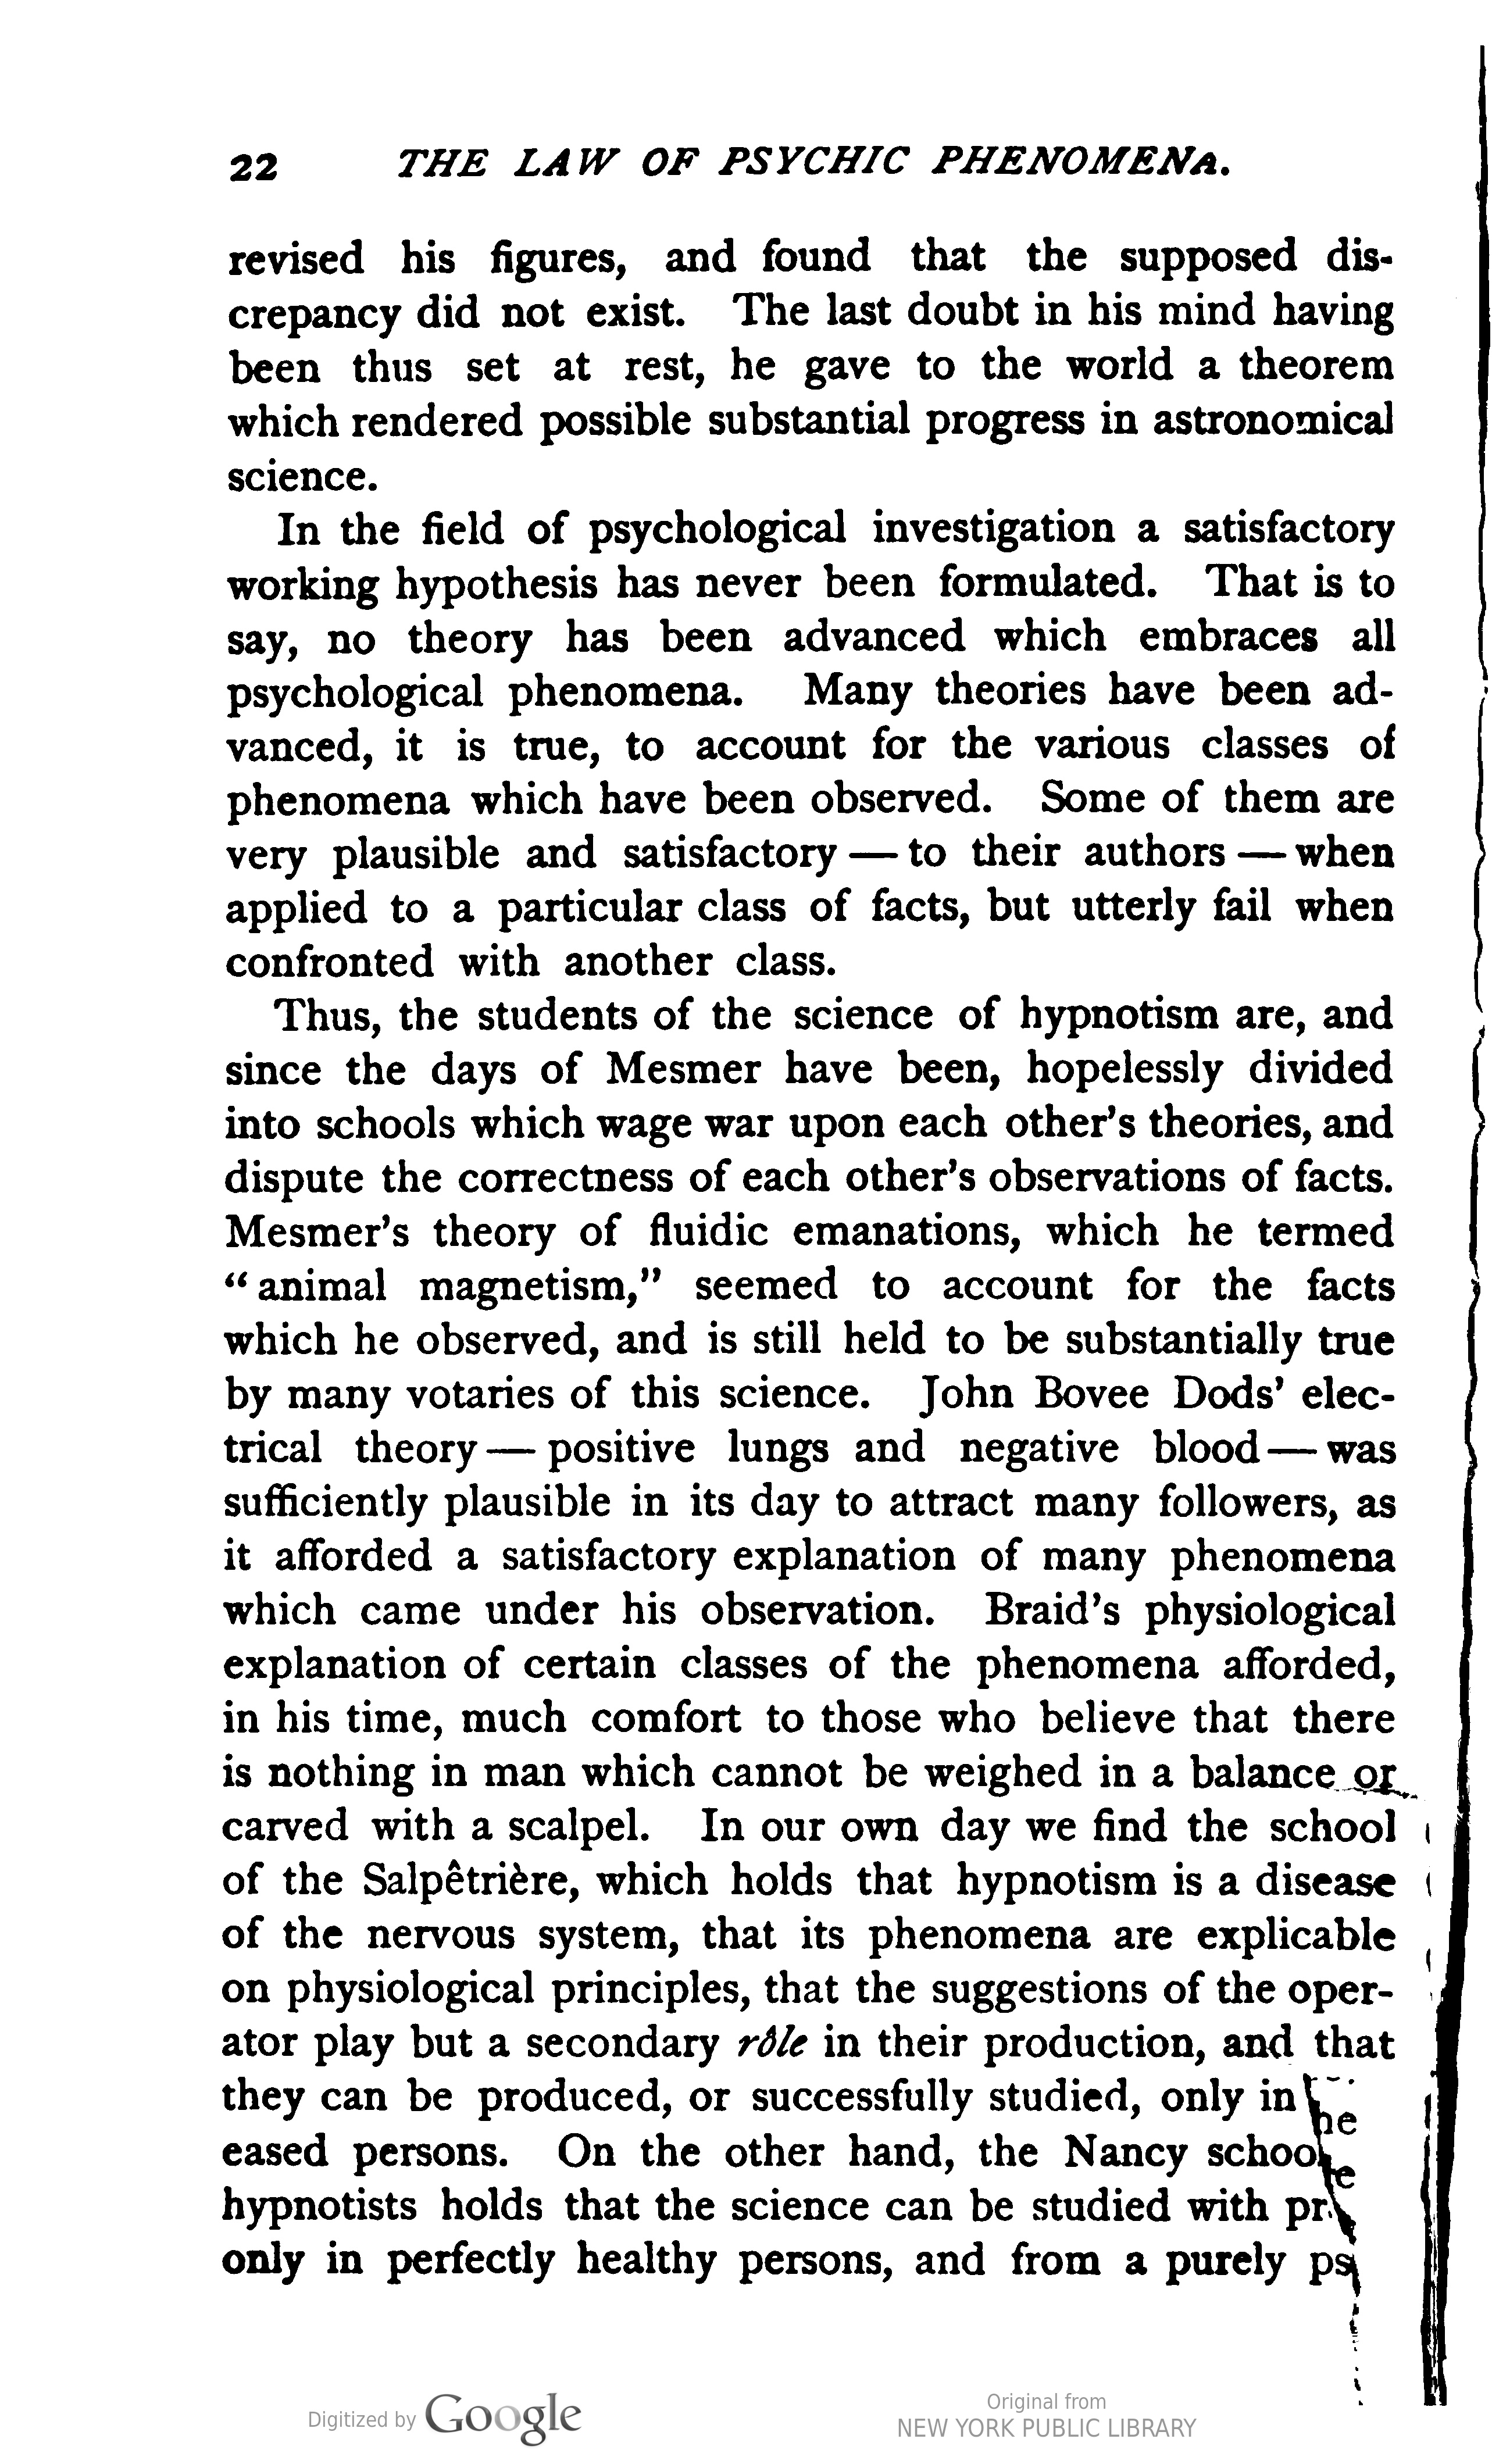 22 THE LAW OF PSYCHIC PHENOMENA.
revised his figures, and found that the supposed dis-
crepancy did not exist. The last doubt in his mind having
been thus set at rest, he gave to the world a theorem
which rendered possible substantial progress in astronomical
science.
In the field of psychological investigation a satisfactory
working hypothesis has never been formulated. That is to
say, no theory has been advanced which embraces all
psychological phenomena. Many theories have been ad-
vanced, it is true, to account for the various classes of
phenomena which have been observed. Some of them are
very plausible and satisfactory — to their authors — when
applied to a particular class of facts, but utterly fail when
confronted with another class.
Thus, the students of the science of hypnotism are, and
since the days of Mesmer have been, hopelessly divided
into schools which wage war upon each other's theories, and
dispute the correctness of each other's observations of facts.
Mesmer's theory of fluidic emanations, which he termed
"animal magnetism," seemed to account for the facts
which he observed, and is still held to be substantially true
by many votaries of this science. John Bovee Dods' elec-
trical theory — positive lungs and negative blood — was
sufficiently plausible in its day to attract many followers, as
it afforded a satisfactory explanation of many phenomena
which came under his observation. Braid's physiological
explanation of certain classes of the phenomena afforded,
in his time, much comfort to those who believe that there
is nothing in man which cannot be weighed in a balance or
carved with a scalpel. In our own day we find the school
of the Salpêtrière, which holds that hypnotism is a disease
of the nervous system, that its phenomena are explicable
on physiological principles, that the suggestions of the oper-
ator play but a secondary rôle in their production, and that
they can be produced, or successfully studied, only in
eased persons. On the other hand, the Nancy schoo
hypnotists holds that the science can be studied with pr
only in perfectly healthy persons, and from a purely ps
Digitized by Google
Original from
NEW YORK PUBLIC LIBRARY